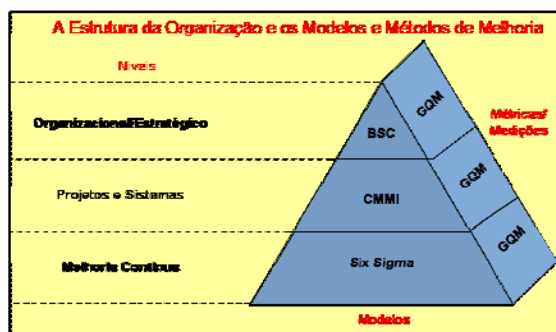 A Estrutura da Organização e os Modelos e Métodos de Melhoria
Níveis
Organizacional/Estratégico
BSC
GQM
Métricas/
Medições
Projetos e Sistemas
CMMI
GQM
Melhoria Contínua
Six Sigma
GQM
Modelos